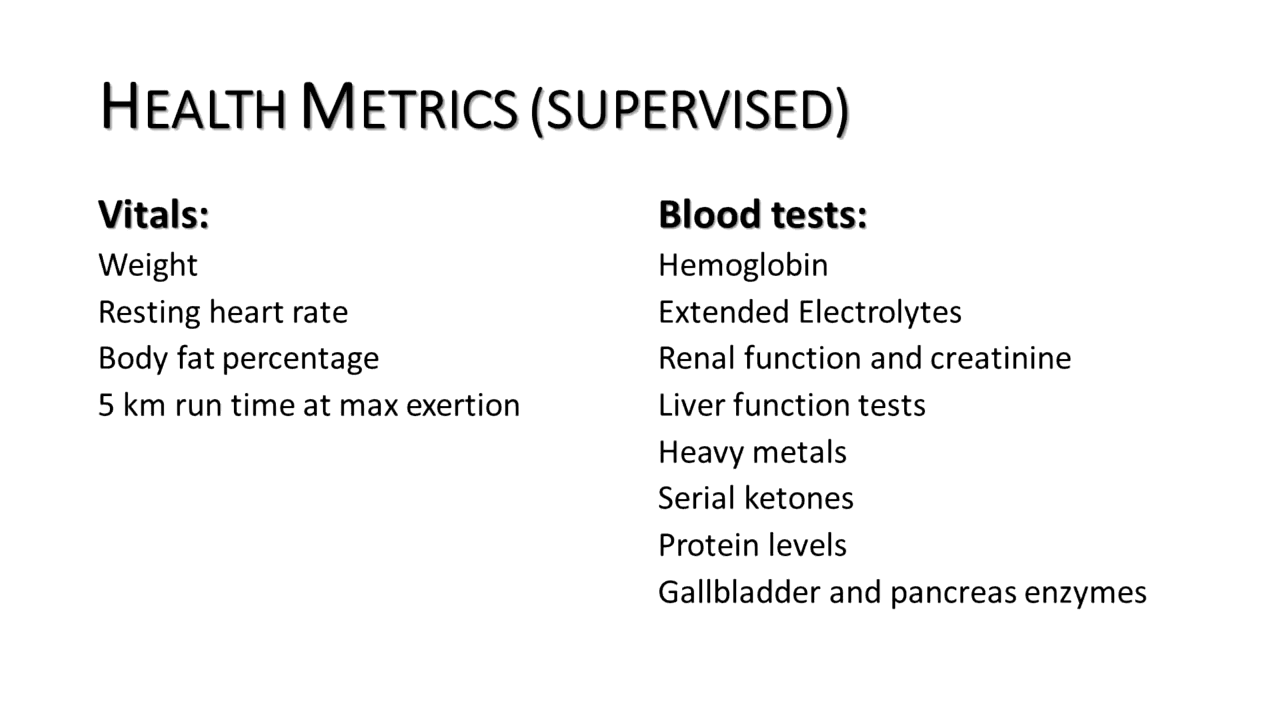 HEALTH METRICS (SUPERVISED)
Vitals:
Weight
Resting heart rate
Body fat percentage
5 km run time at max exertion
Blood tests:
Hemoglobin
Extended Electrolytes
Renal function and creatinine
Liver function tests
Heavy metals
Serial ketones
Protein levels
Gallbladder and pancreas enzymes